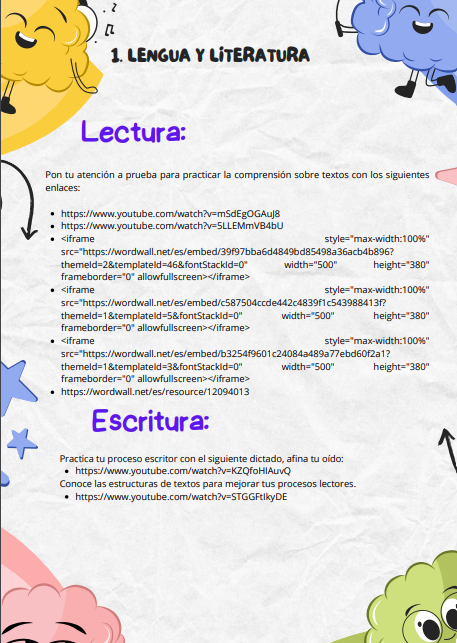 1. LENGUA Y LITERATURA
Lectura:
Pon tu atención a prueba para practicar la comprensión sobre textos con los siguientes
enlaces:
https://www.youtube.com/watch?v=mSdEgOGAuJ8
https://www.youtube.com/watch?v=5LLEMmVB4bU
<iframe style="max-width:100%"
src="https://wordwall.net/es/embed/39f97bba6d4849bd85498a36acb4b896?
themeId=2&templateId=46&fontStackId=0" width="500" height="380"
frameborder="0" allowfullscreen></iframe>
<iframe style="max-width:100%"
src="https://wordwall.net/es/embed/c587504ccde442c4839f1c543988413f?
themeId=1&templateId=5&fontStackId=0" width="500" height="380"
frameborder="0" allowfullscreen></iframe>
<iframe style="max-width:100%"
src="https://wordwall.net/es/embed/b3254f9601c24084a489a77ebd60f2a1?
themeId=1&templateId=3&fontStackId=0" width="500" height="380"
frameborder="0" allowfullscreen></iframe>
https://wordwall.net/es/resource/12094013
Escritura:
Practica tu proceso escritor con el siguiente dictado, afina tu oído:
https://www.youtube.com/watch?v=KZQfoHIAuvQ
Conoce las estructuras de textos para mejorar tus procesos lectores.
https://www.youtube.com/watch?v=STGGFtIkyDE